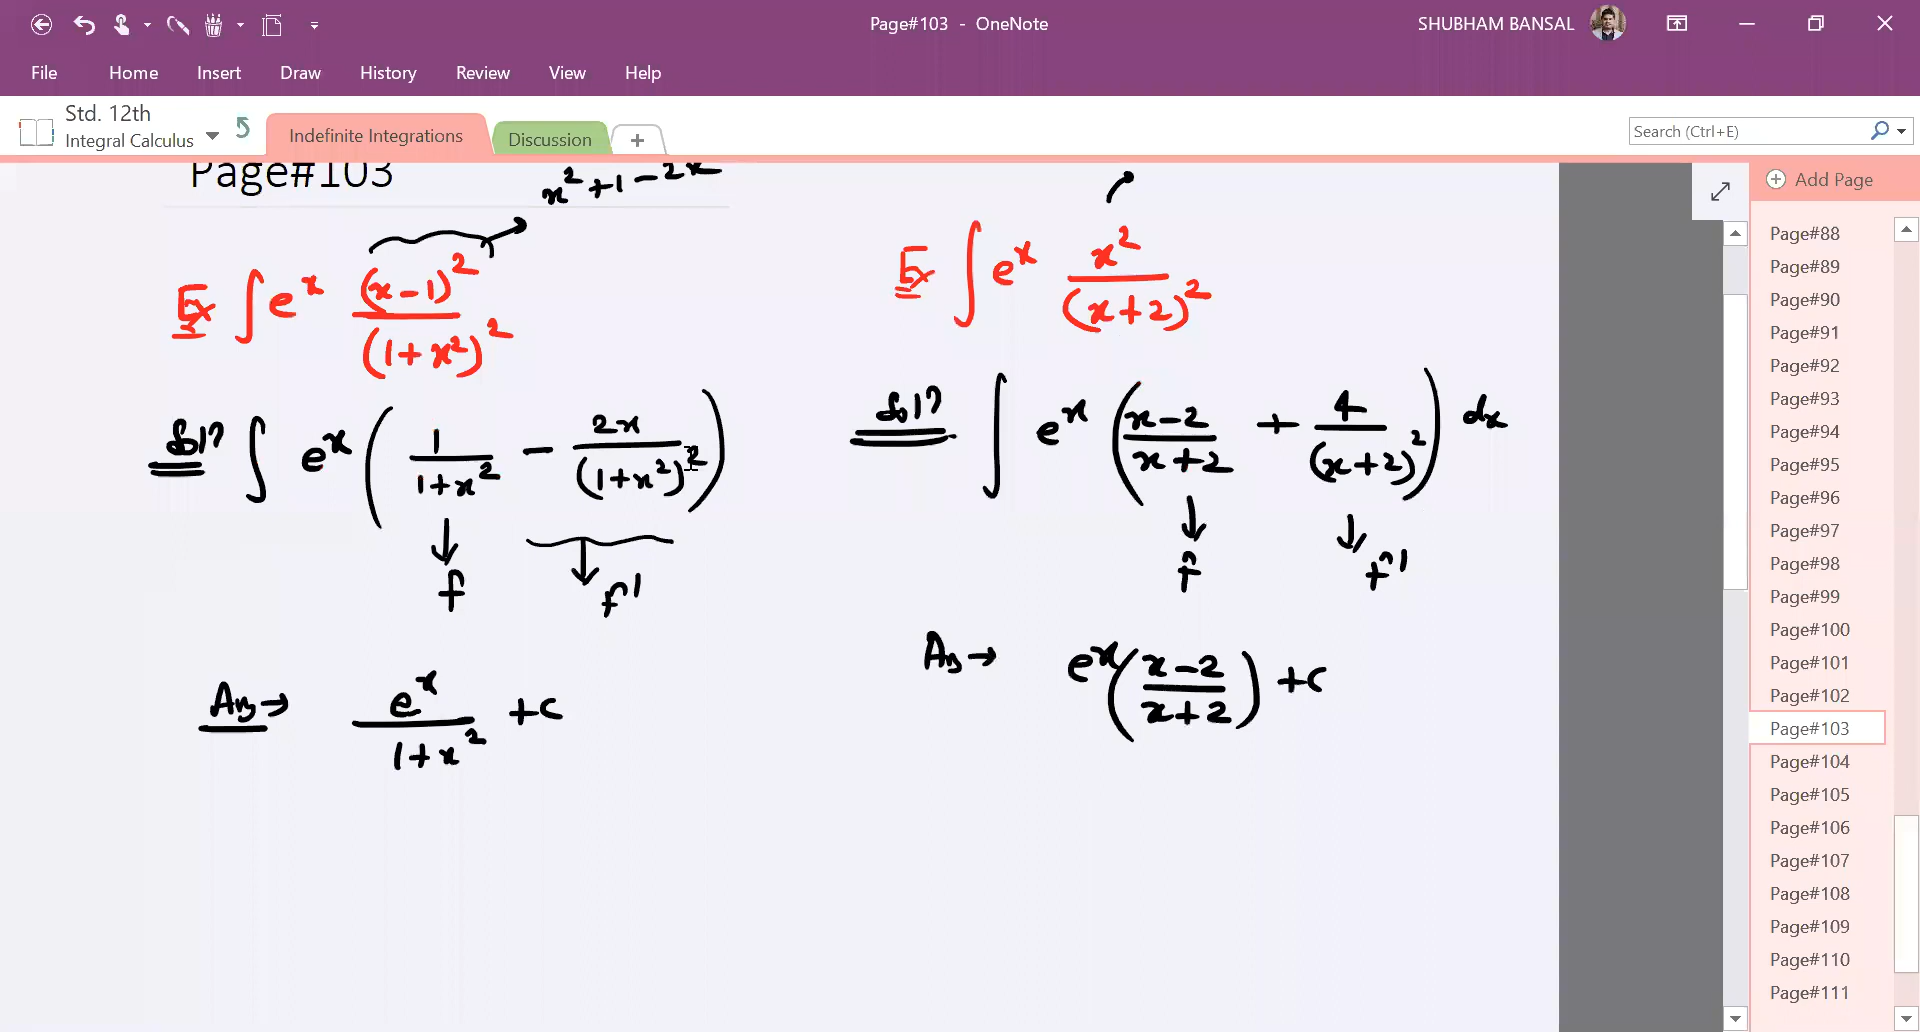 Page#103 - OneNote
SHUBHAM BANSAL
File Home Insert Draw History Review View Help
Std. 12th
Integral Calculus
Indefinite Integrations
Discussion
+
Search (Ctrl+E)
Page#103
x² + 1 - 2x
Ex ∫ eˣ (x-1)² / (1+x²)²
Solⁿ ∫ eˣ ( 1/(1+x²) - 2x/(1+x²)² )
↓ f ↓ f'
Ans → eˣ/(1+x²) + c
Ex ∫ eˣ x²/(x+2)²
Solⁿ ∫ eˣ ( (x-2)/(x+2) + 4/(x+2)² ) dx
↓ f ↓ f'
Ans → eˣ ( (x-2)/(x+2) ) + c
Add Page
Page#88
Page#89
Page#90
Page#91
Page#92
Page#93
Page#94
Page#95
Page#96
Page#97
Page#98
Page#99
Page#100
Page#101
Page#102
Page#103
Page#104
Page#105
Page#106
Page#107
Page#108
Page#109
Page#110
Page#111